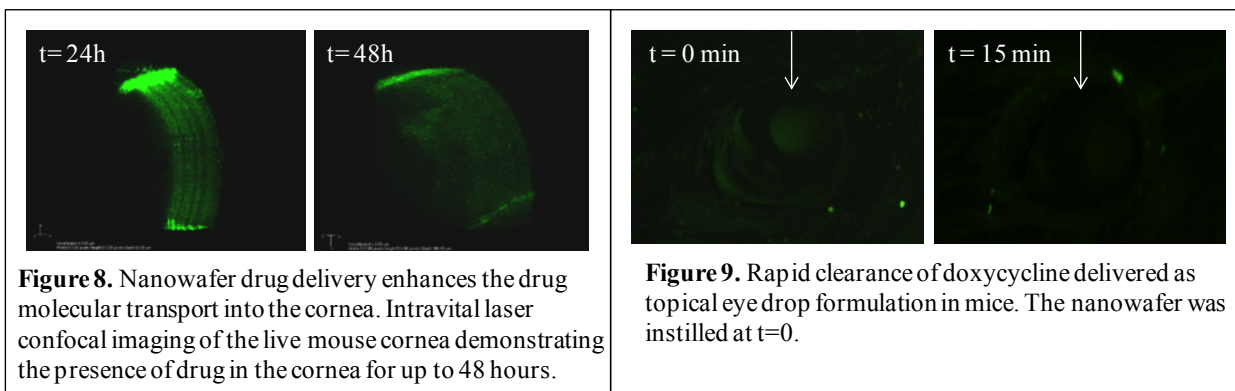 t=24h
t=48h
Figure 8. Nanowafer drug delivery enhances the drug
molecular transport into the cornea. Intravital laser
confocal imaging of the live mouse cornea demonstrating
the presence of drug in the cornea for up to 48 hours.
t = 0 min
t = 15 min
Figure 9. Rapid clearance of doxycycline delivered as
topical eye drop formulation in mice. The nanowafer was
instilled at t=0.